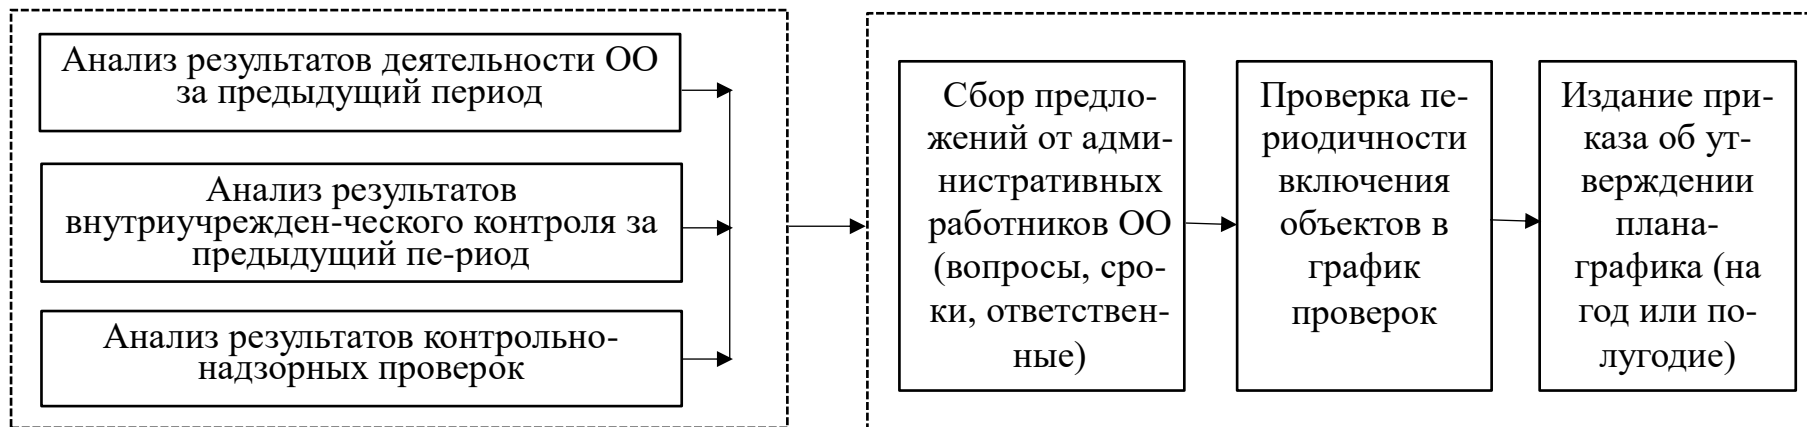 Анализ результатов деятельности ОО
за предыдущий период
Анализ результатов
внутриучрежден-ческого контроля за
предыдущий пе-риод
Анализ результатов контрольно-
надзорных проверок
Сбор предло-
жений от адми-
нистративных
работников ОО
(вопросы, сро-
ки, ответствен-
ные)
Проверка пе-
риодичности
включения
объектов в
график
проверок
Издание при-
каза об ут-
верждении
плана-
графика (на
год или по-
лугодие)